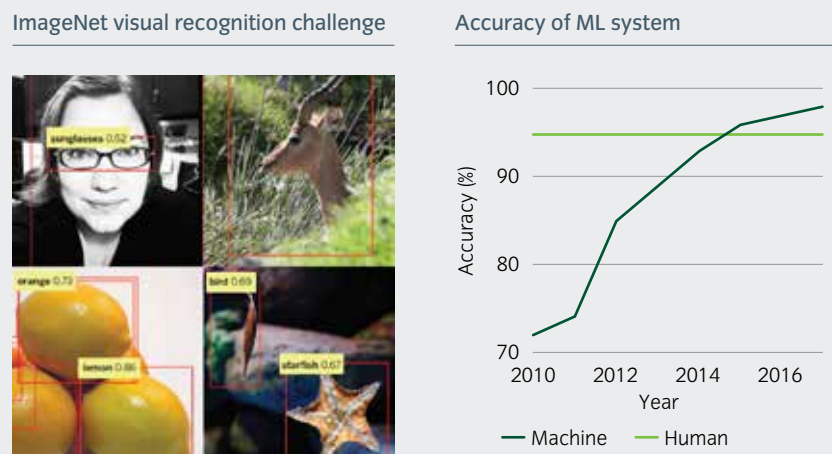 ImageNet visual recognition challenge
sunglasses 0.52
orange 0.73
bird 0.69
lemon 0.86
starfish 0.67
Accuracy of ML system
Accuracy (%)
100
90
80
70
2010 2012 2014 2016
Year
Machine Human